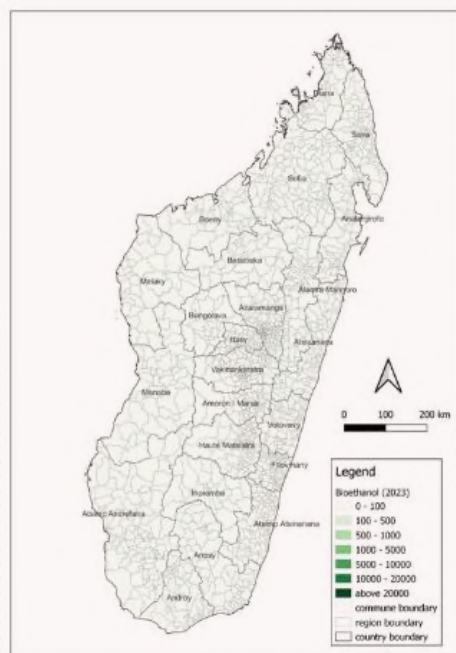 Diana
Sava
Sofia
Analanjirofo
Boeny
Betsiboka
Melaky
Alaotra Mangoro
Analamanga
Bongolava
Itasy
Atsinanana
Vakinankaratra
Menabe
Amoron'i Mania
Vatovavy
Haute Matsiatra
Fitovinany
Ihorombe
Atsimo Andrefana
Atsimo Atsinanana
Anosy
Androy
0 100 200 km
Legend
Bioethanol (2023)
0 - 100
100 - 500
500 - 1000
1000 - 5000
5000 - 10000
10000 - 20000
above 20000
commune boundary
region boundary
country boundary